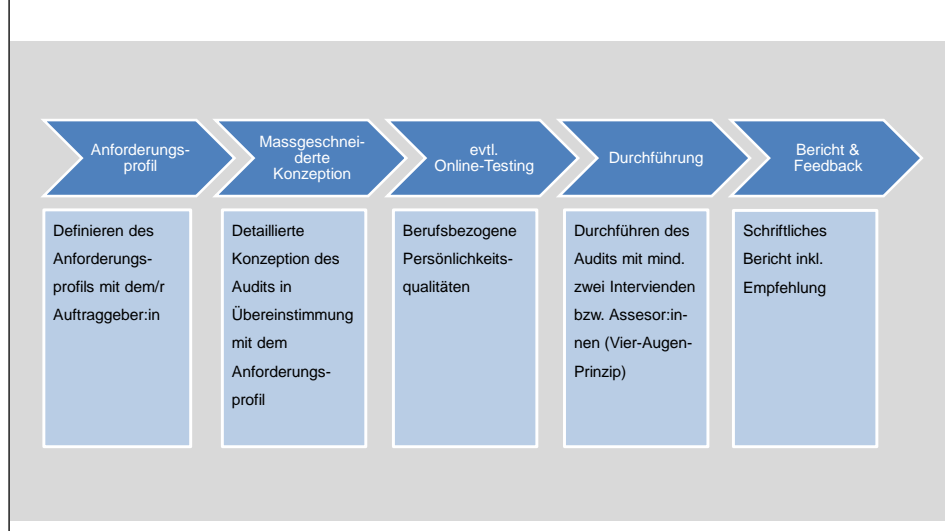 Anforderungs-
profil
Massgeschnei-
derte
Konzeption
evtl.
Online-Testing
Durchführung
Bericht &
Feedback
Definieren des
Anforderungs-
profils mit dem/r
Auftraggeber:in
Detaillierte
Konzeption des
Audits in
Übereinstimmung
mit dem
Anforderungs-
profil
Berufsbezogene
Persönlichkeits-
qualitäten
Durchführen des
Audits mit mind.
zwei Intervienden
bzw. Assesor:in-
nen (Vier-Augen-
Prinzip)
Schriftliches
Bericht inkl.
Empfehlung